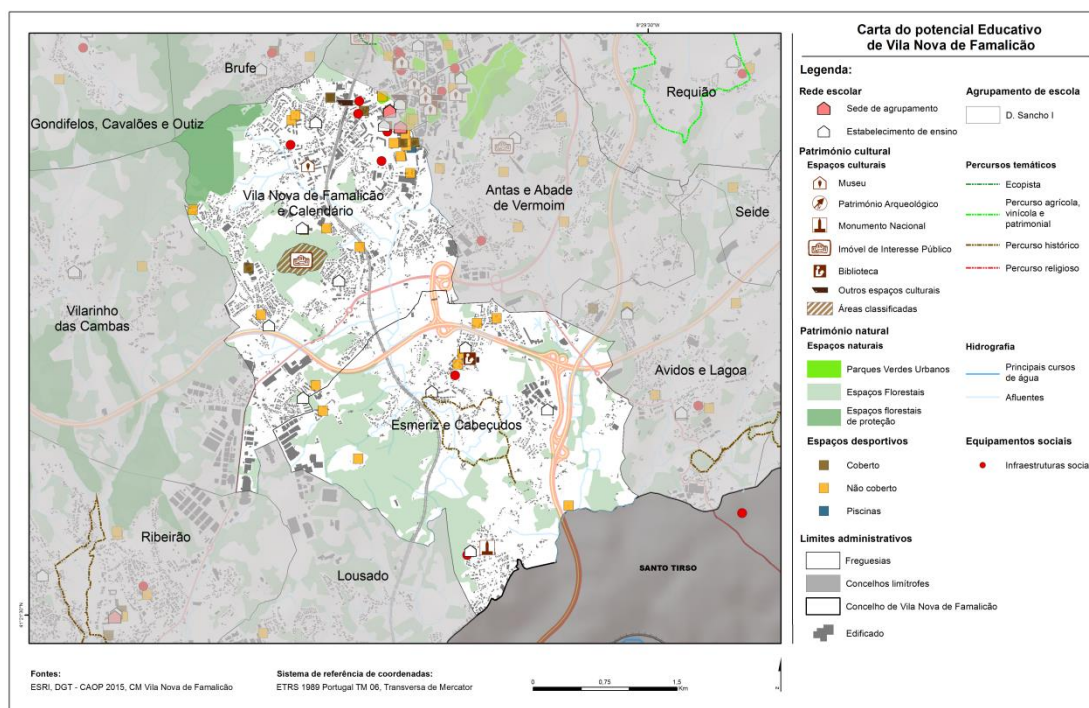 Carta do potencial Educativo
de Vila Nova de Famalicão
Legenda:
Rede escolar
Sede de agrupamento
Estabelecimento de ensino
Agrupamento de escola
D. Sancho I
Património cultural
Espaços culturais
Museu
Património Arqueológico
Monumento Nacional
Imóvel de Interesse Público
Biblioteca
Outros espaços culturais
Áreas classificadas
Percursos temáticos
Ecopista
Percurso agrícola,
vinícola e
patrimonial
Percurso histórico
Percurso religioso
Património natural
Espaços naturais
Parques Verdes Urbanos
Espaços Florestais
Espaços florestais
de proteção
Hidrografia
Principais cursos
de água
Afluentes
Espaços desportivos
Coberto
Não coberto
Piscinas
Equipamentos sociais
Infraestruturas socia
Limites administrativos
Freguesias
Concelhos limítrofes
Concelho de Vila Nova de Famalicão
Edificado
8°29'30"W
Brufe
Requião
Gondifelos, Cavalões e Outiz
Vila Nova de Famalicão
e Calendário
Antas e Abade
de Vermoim
Seide
Vilarinho
das Cambas
Avidos e Lagoa
Esmeriz e Cabeçudos
Ribeirão
Lousado
SANTO TIRSO
Fontes:
ESRI, DGT - CAOP 2015, CM Vila Nova de Famalicão
Sistema de referência de coordenadas:
ETRS 1989 Portugal TM 06, Transversa de Mercator
0 0,75 1,5
Km